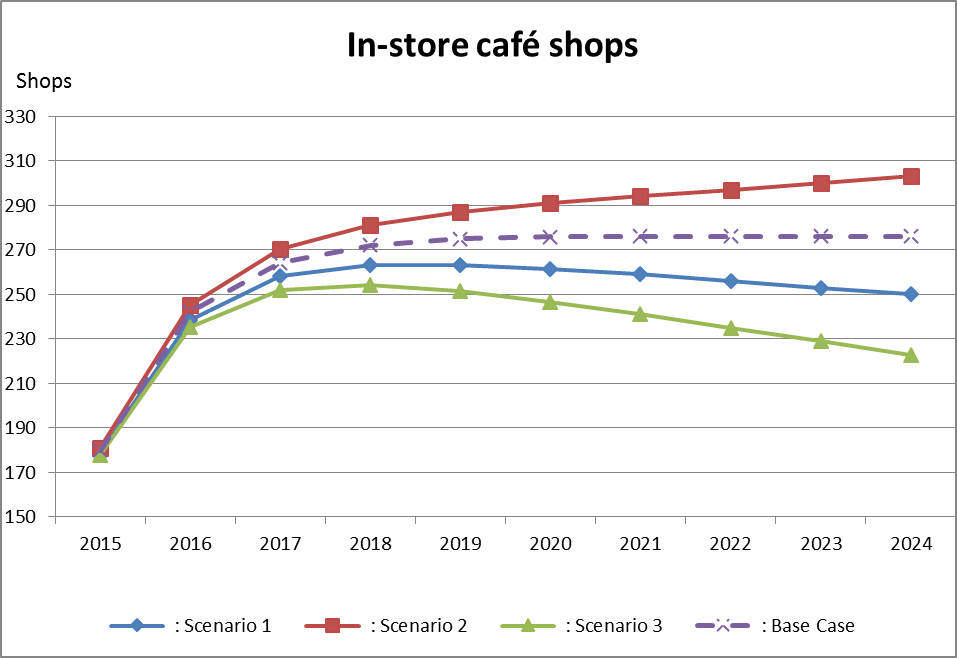 In-store café shops
Shops
330
310
290
270
250
230
210
190
170
150
2015 2016 2017 2018 2019 2020 2021 2022 2023 2024
: Scenario 1 : Scenario 2 : Scenario 3 : Base Case